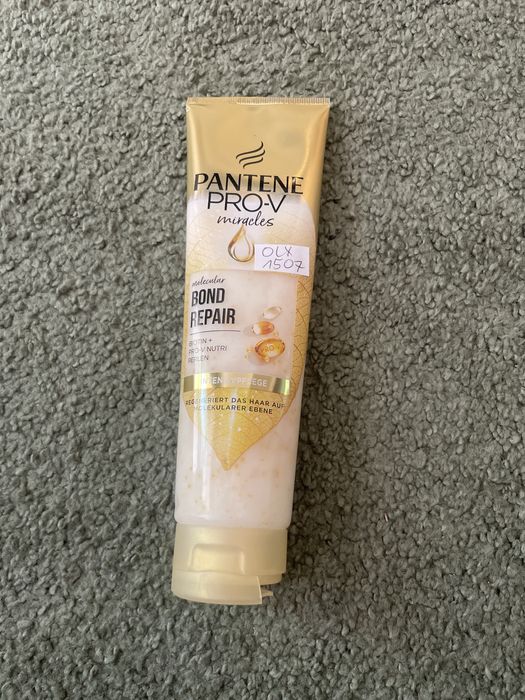 PANTENE
PRO-V
miracles
OLX
1507
molecular
BOND
REPAIR
BIOTIN +
PRO-V NUTRI
PERLEN
INTENSIVPFLEGE
REGENERIERT DAS HAAR AUF
MOLEKULARER EBENE